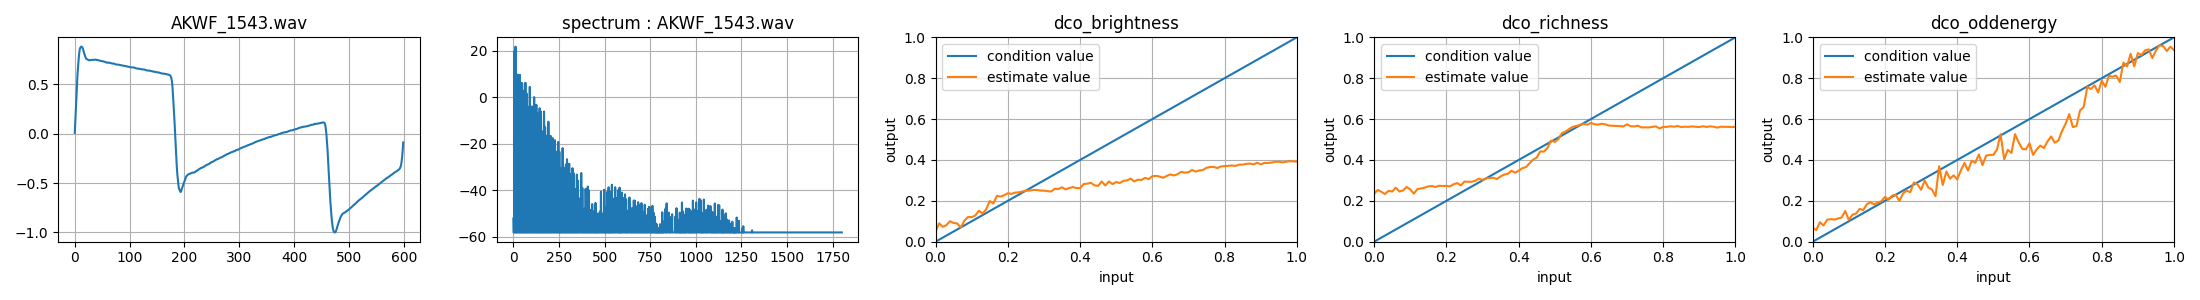 AKWF_1543.wav
0.5
0.0
−0.5
−1.0
0 100 200 300 400 500 600
spectrum : AKWF_1543.wav
20
0
−20
−40
−60
0 250 500 750 1000 1250 1500 1750
dco_brightness
condition value
estimate value
output
1.0
0.8
0.6
0.4
0.2
0.0
0.0 0.2 0.4 0.6 0.8 1.0
input
dco_richness
condition value
estimate value
output
1.0
0.8
0.6
0.4
0.2
0.0
0.0 0.2 0.4 0.6 0.8 1.0
input
dco_oddenergy
condition value
estimate value
output
1.0
0.8
0.6
0.4
0.2
0.0
0.0 0.2 0.4 0.6 0.8 1.0
input